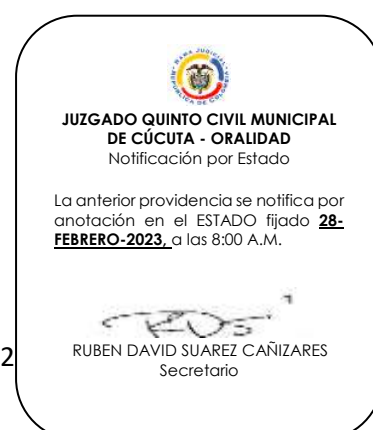 JUZGADO QUINTO CIVIL MUNICIPAL
DE CÚCUTA - ORALIDAD
Notificación por Estado
La anterior providencia se notifica por
anotación en el ESTADO fijado 28-
FEBRERO-2023, a las 8:00 A.M.
2
RUBEN DAVID SUAREZ CAÑIZARES
Secretario